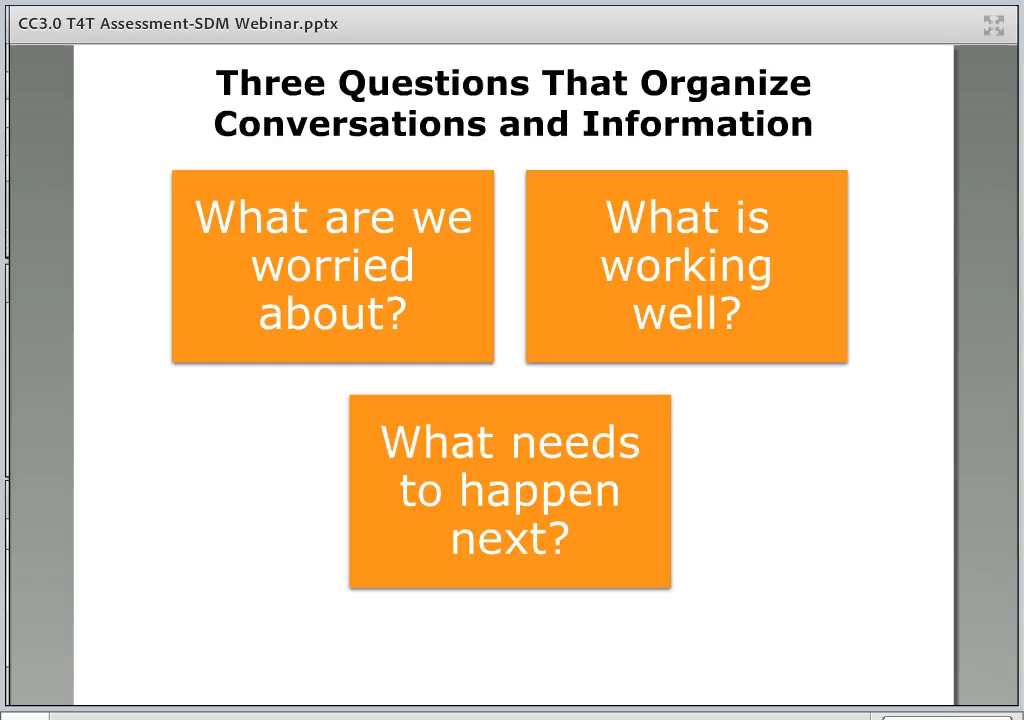 CC3.0 T4T Assessment-SDM Webinar.pptx
Three Questions That Organize
Conversations and Information
What are we
worried
about?
What is
working
well?
What needs
to happen
next?